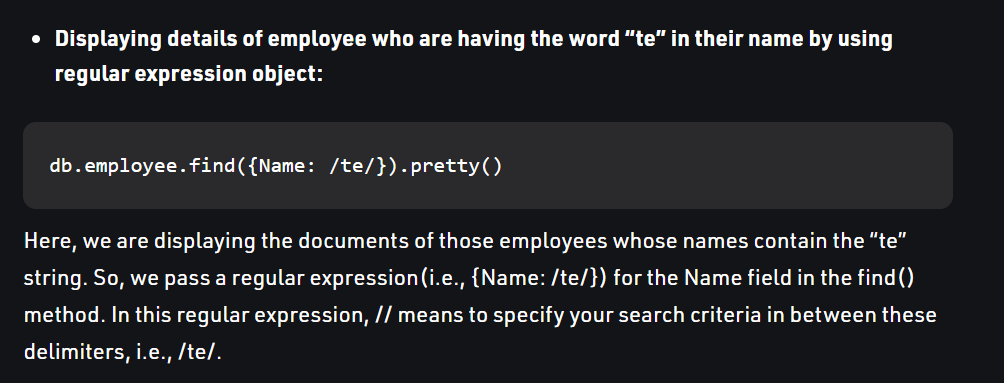 • Displaying details of employee who are having the word “te” in their name by using
regular expression object:
db.employee.find({Name: /te/}).pretty()
Here, we are displaying the documents of those employees whose names contain the “te”
string. So, we pass a regular expression(i.e., {Name: /te/}) for the Name field in the find()
method. In this regular expression, // means to specify your search criteria in between these
delimiters, i.e., /te/.